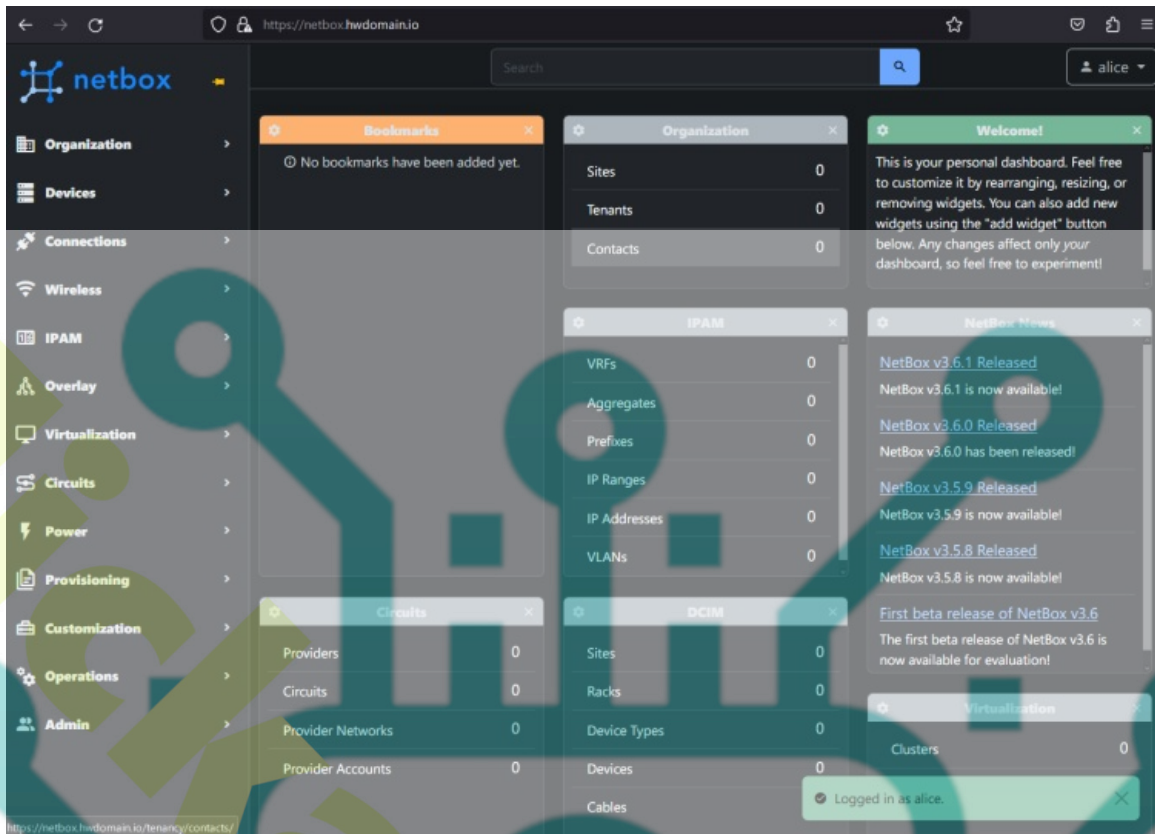 https://netbox.hwdomain.io
netbox
Search
alice
Organization
Devices
Connections
Wireless
IPAM
Overlay
Virtualization
Circuits
Power
Provisioning
Customization
Operations
Admin
Bookmarks
No bookmarks have been added yet.
Organization
Sites 0
Tenants 0
Contacts 0
Welcome!
This is your personal dashboard. Feel free
to customize it by rearranging, resizing, or
removing widgets. You can also add new
widgets using the "add widget" button
below. Any changes affect only your
dashboard, so feel free to experiment!
IPAM
VRFs 0
Aggregates 0
Prefixes 0
IP Ranges 0
IP Addresses 0
VLANs 0
NetBox News
NetBox v3.6.1 Released
NetBox v3.6.1 is now available!
NetBox v3.6.0 Released
NetBox v3.6.0 has been released!
NetBox v3.5.9 Released
NetBox v3.5.9 is now available!
NetBox v3.5.8 Released
NetBox v3.5.8 is now available!
First beta release of NetBox v3.6
The first beta release of NetBox v3.6 is
now available for evaluation!
Circuits
Providers 0
Circuits 0
Provider Networks 0
Provider Accounts 0
DCIM
Sites 0
Racks 0
Device Types 0
Devices 0
Cables
Virtualization
Clusters 0
Logged in as alice.
https://netbox.hwdomain.io/tenancy/contacts/